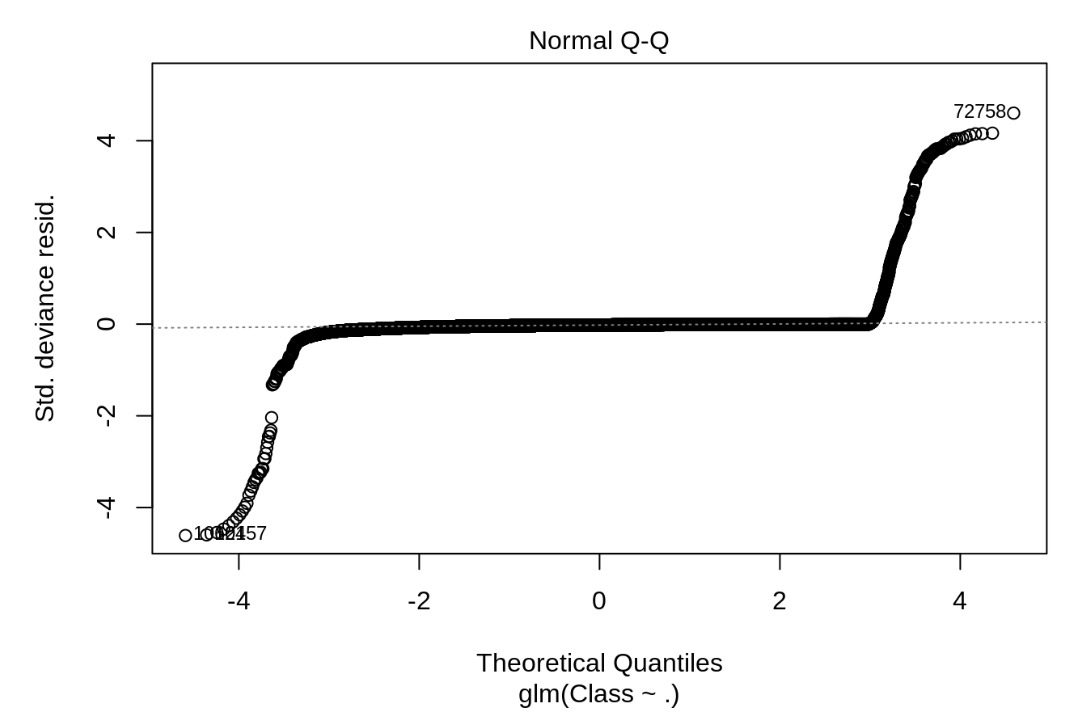 Normal Q-Q
Std. deviance resid.
4
2
0
-2
-4
72758
-4
-2
0
2
4
Theoretical Quantiles
glm(Class ~ .)